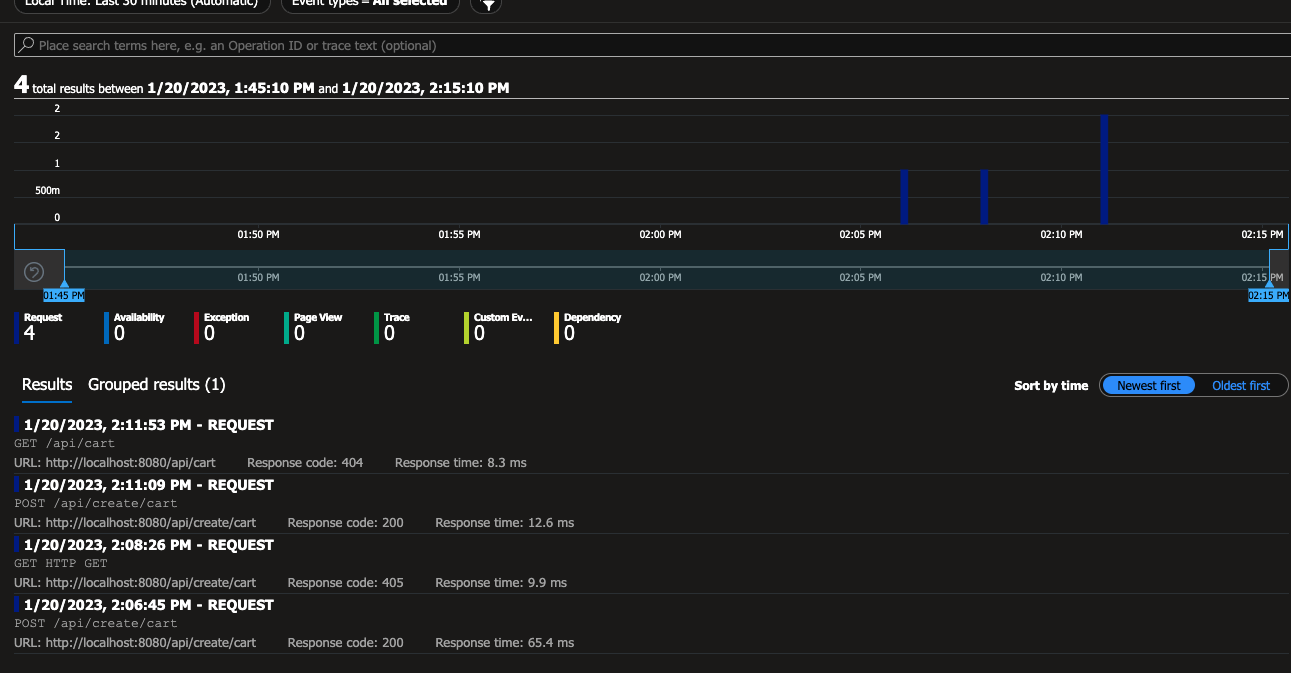 Local Time: Last 30 minutes (Automatic) Event types = All selected
Place search terms here, e.g. an Operation ID or trace text (optional)
4 total results between 1/20/2023, 1:45:10 PM and 1/20/2023, 2:15:10 PM
2
2
1
500m
0
01:50 PM 01:55 PM 02:00 PM 02:05 PM 02:10 PM 02:15 PM
01:50 PM 01:55 PM 02:00 PM 02:05 PM 02:10 PM 02:15 PM
01:45 PM 02:15 PM
Request Availability Exception Page View Trace Custom Ev... Dependency
4 0 0 0 0 0 0
Results Grouped results (1) Sort by time Newest first Oldest first
1/20/2023, 2:11:53 PM - REQUEST
GET /api/cart
URL: http://localhost:8080/api/cart Response code: 404 Response time: 8.3 ms
1/20/2023, 2:11:09 PM - REQUEST
POST /api/create/cart
URL: http://localhost:8080/api/create/cart Response code: 200 Response time: 12.6 ms
1/20/2023, 2:08:26 PM - REQUEST
GET HTTP GET
URL: http://localhost:8080/api/create/cart Response code: 405 Response time: 9.9 ms
1/20/2023, 2:06:45 PM - REQUEST
POST /api/create/cart
URL: http://localhost:8080/api/create/cart Response code: 200 Response time: 65.4 ms